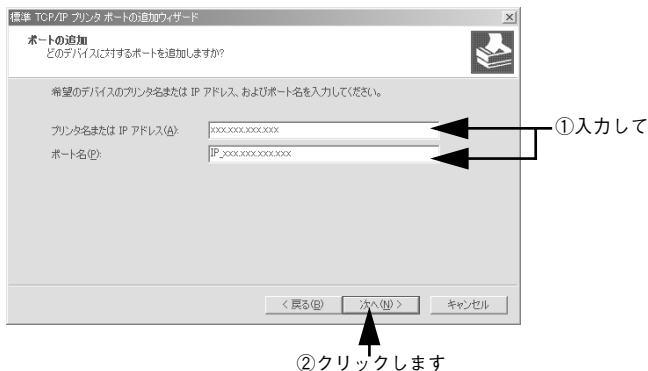 標準 TCP/IP プリンタ ポートの追加ウィザード
ポートの追加
どのデバイスに対するポートを追加しますか?
希望のデバイスのプリンタ名または IP アドレス、およびポート名を入力してください。
プリンタ名または IP アドレス(A): xxx.xxx.xxx.xxx
ポート名(P): IP_xxx.xxx.xxx.xxx
①入力して
< 戻る(B) 次へ(N) > キャンセル
②クリックします